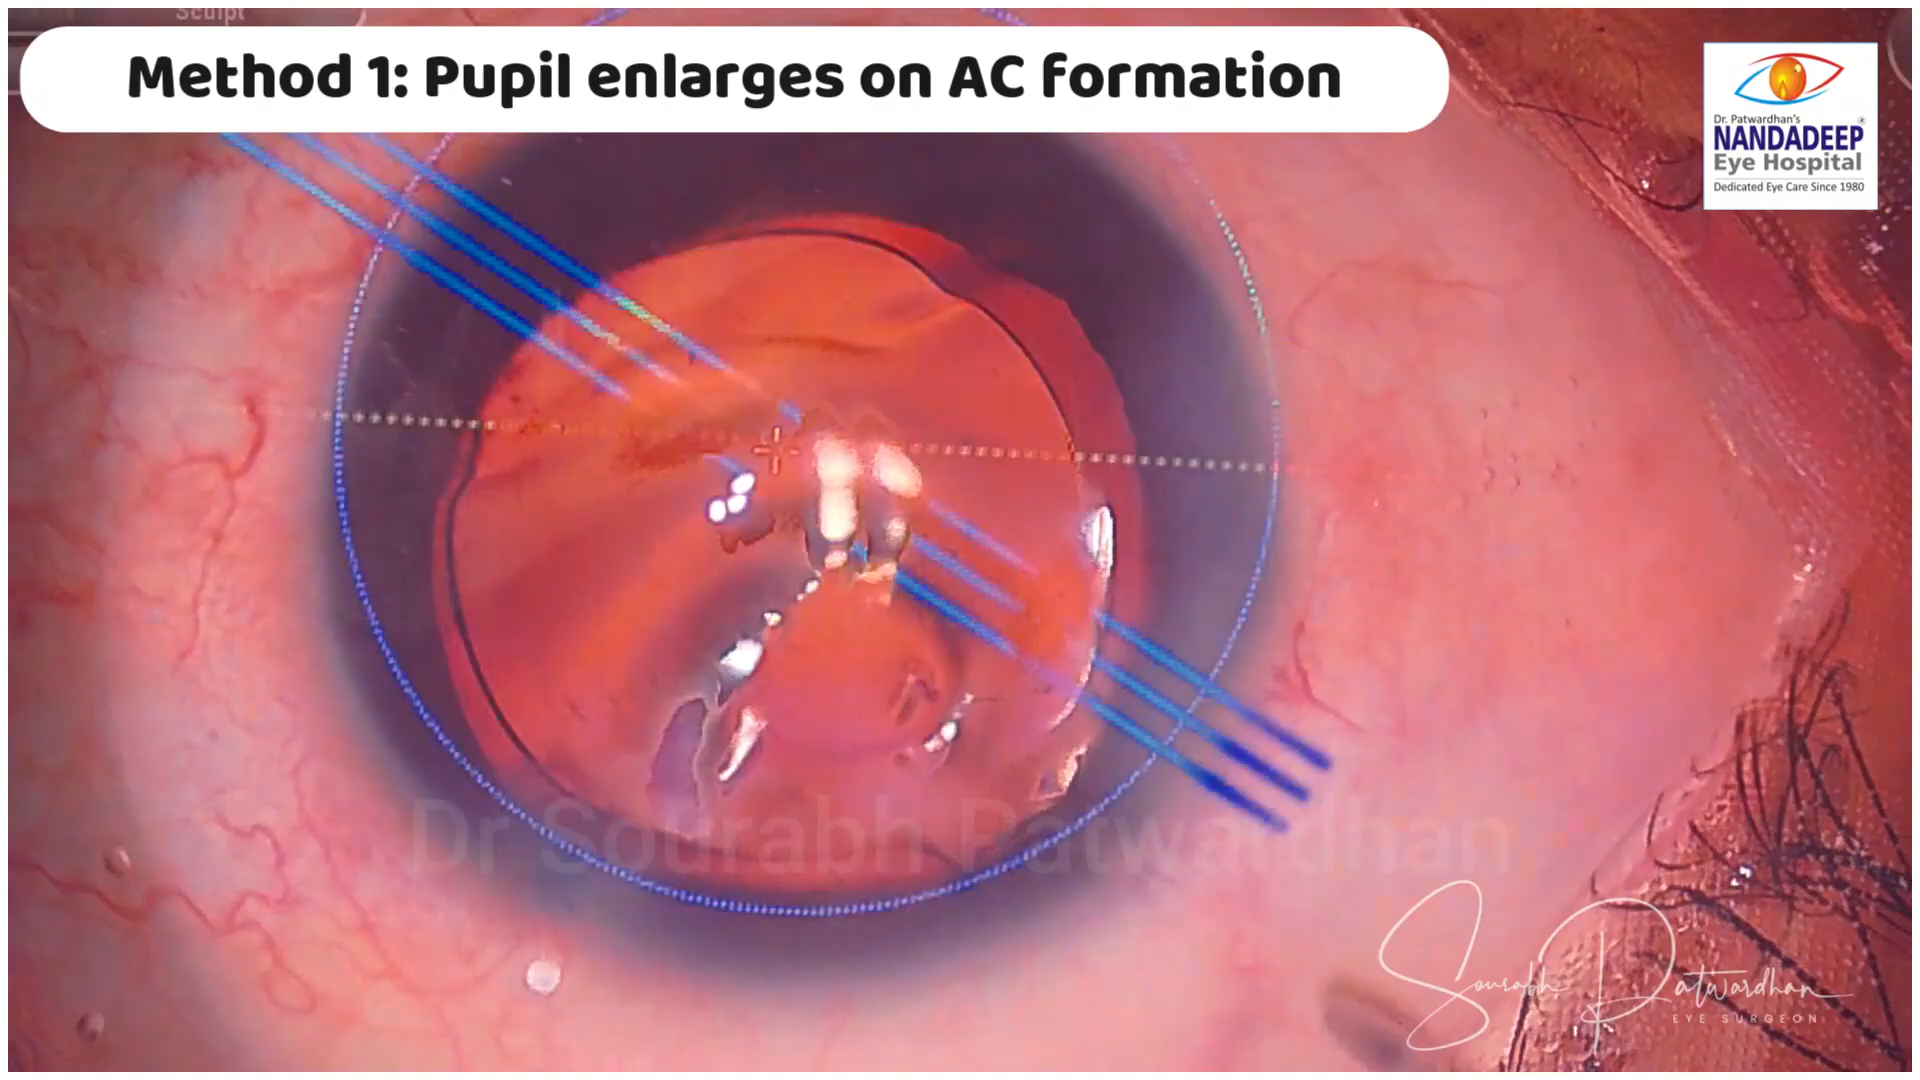 Sculpt
Method 1: Pupil enlarges on AC formation
Dr. Patwardhan's
NANDADEEP®
Eye Hospital
Dedicated Eye Care Since 1980
Dr Sourabh Patwardhan
Sourabh Patwardhan
EYE SURGEON